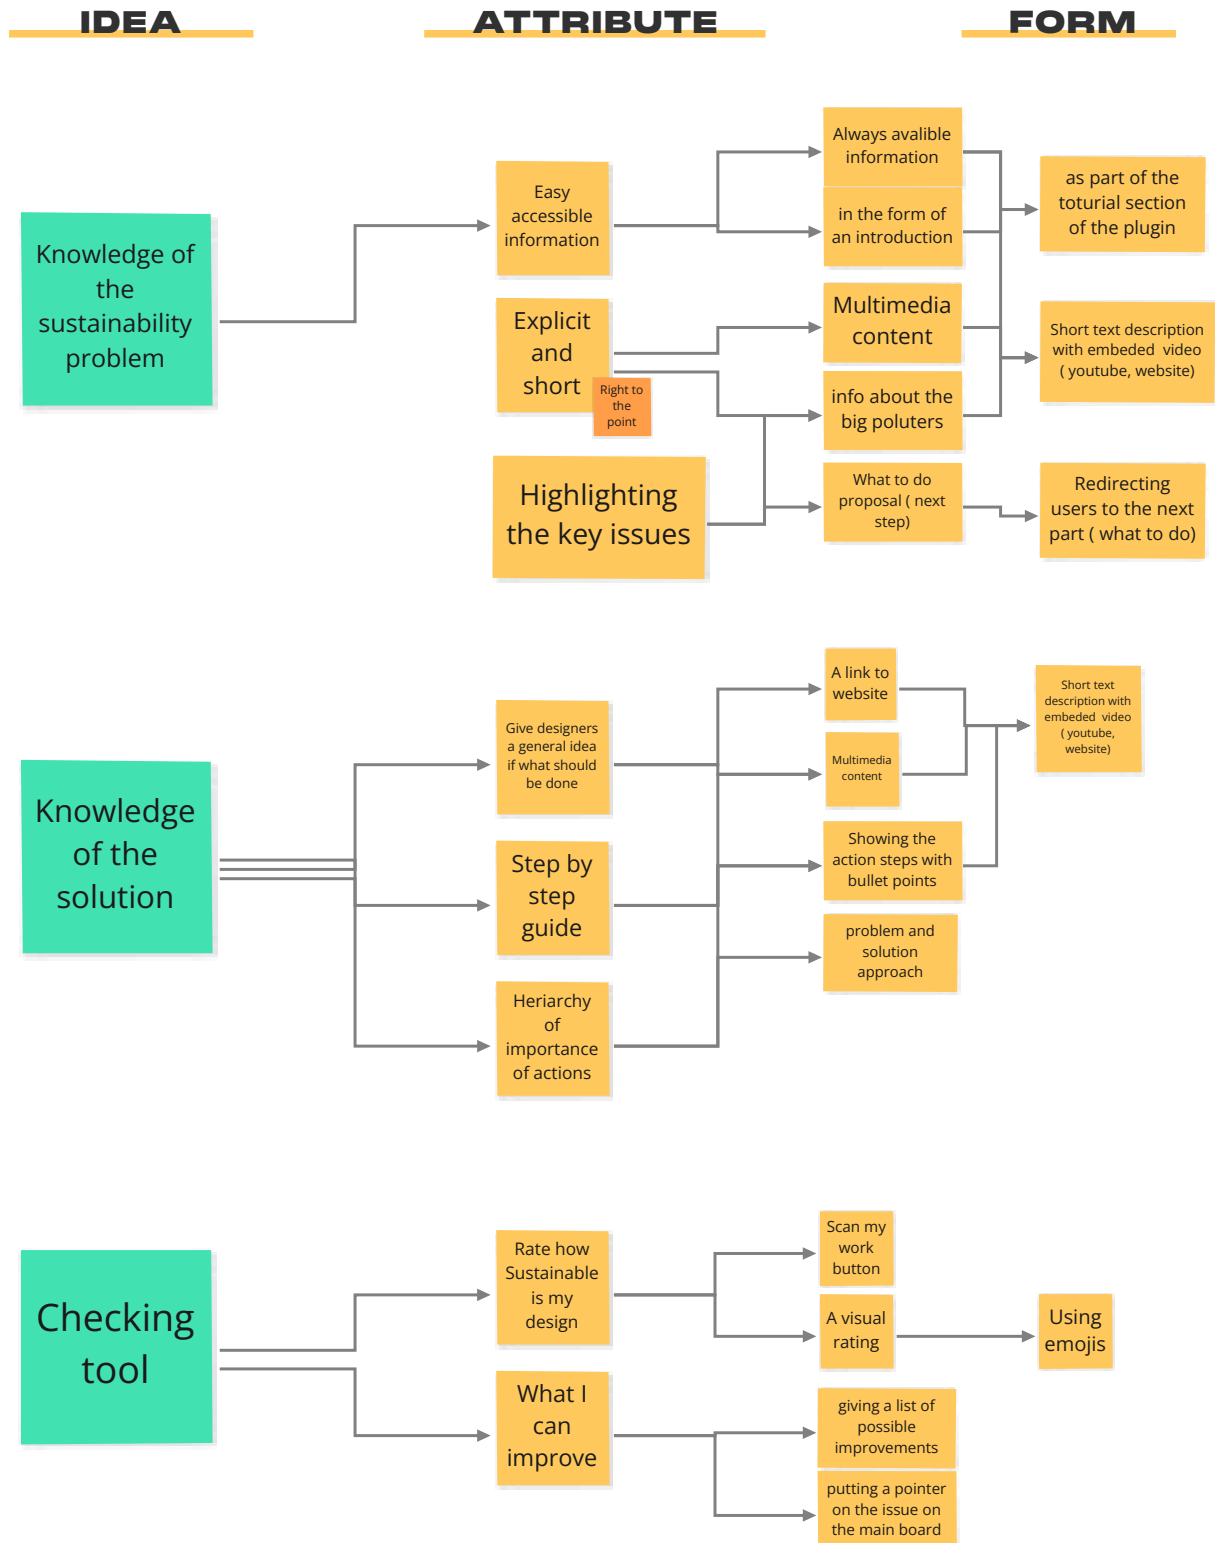 IDEA
ATTRIBUTE
FORM
Knowledge of
the
sustainability
problem
Easy
accessible
information
Explicit
and
short
Right to
the
point
Highlighting
the key issues
Always avalible
information
in the form of
an introduction
Multimedia
content
info about the
big poluters
What to do
proposal ( next
step)
as part of the
toturial section
of the plugin
Short text description
with embeded  video
( youtube, website)
Redirecting
users to the next
part ( what to do)
Knowledge
of the
solution
Give designers
a general idea
if what should
be done
Step by
step
guide
Heriarchy
of
importance
of actions
A link to
website
Multimedia
content
Showing the
action steps with
bullet points
problem and
solution
approach
Short text
description with
embeded  video
( youtube,
website)
Checking
tool
Rate how
Sustainable
is my
design
What I
can
improve
Scan my
work
button
A visual
rating
giving a list of
possible
improvements
putting a pointer
on the issue on
the main board
Using
emojis